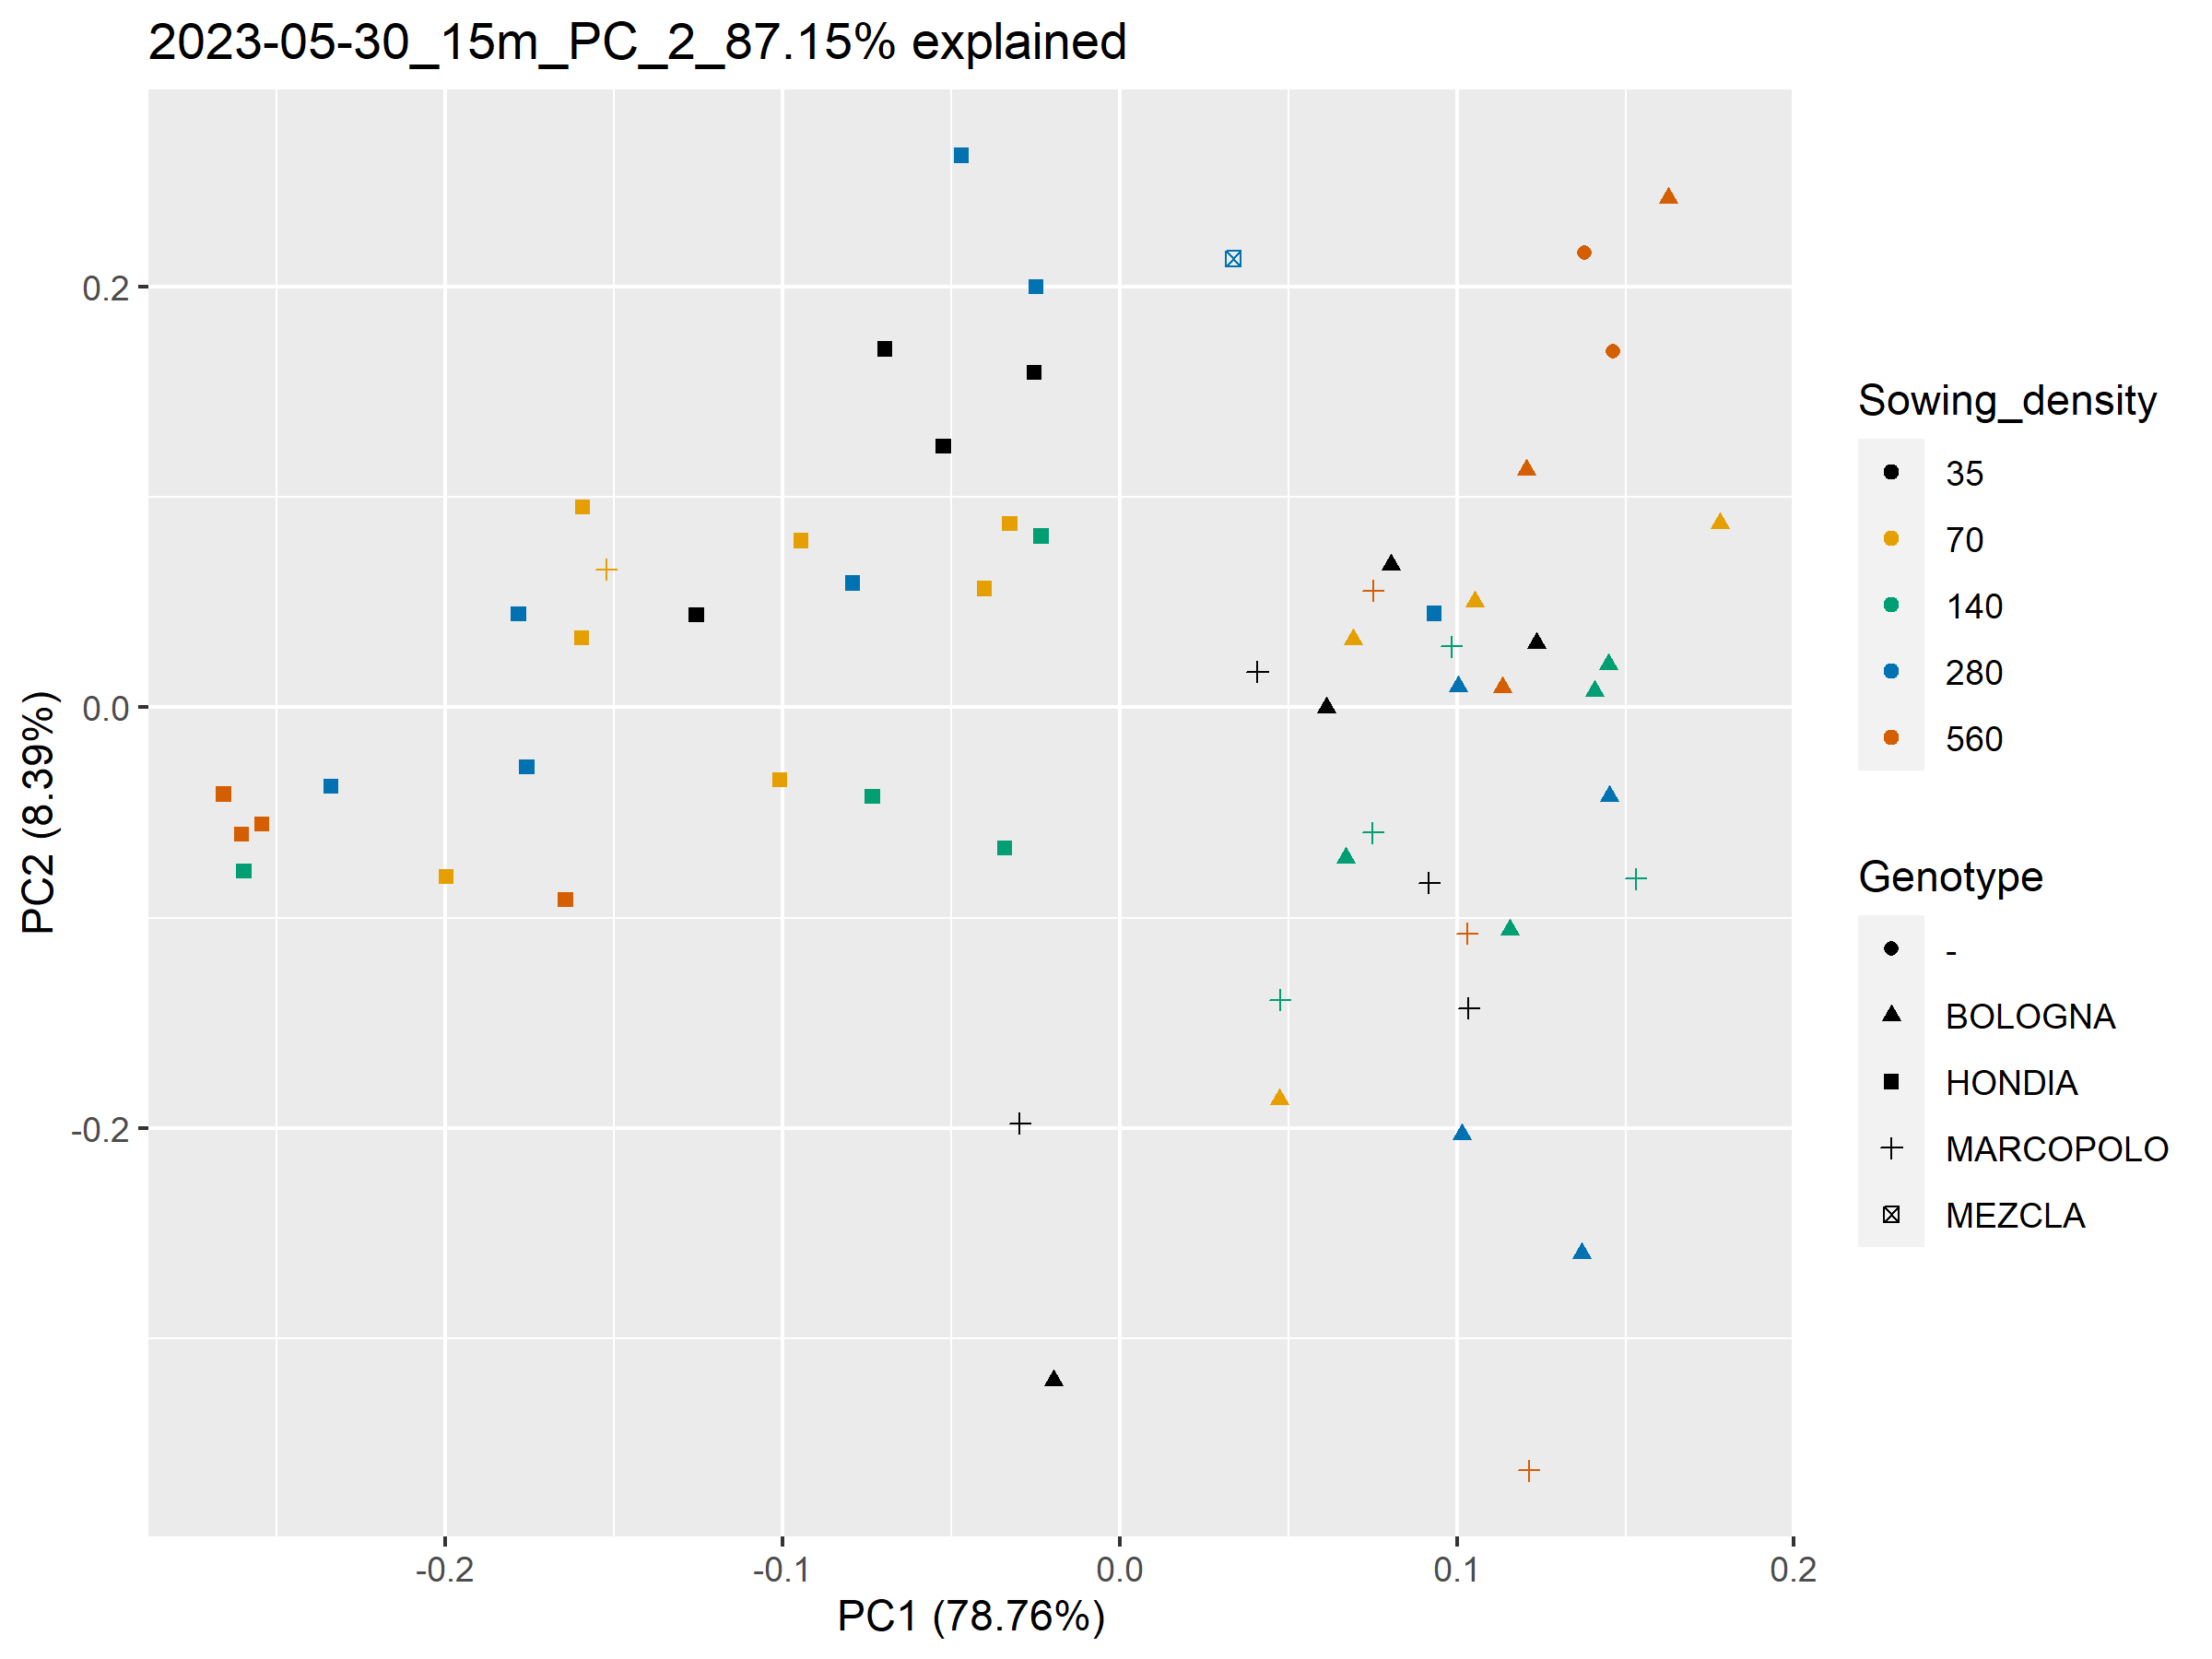 2023-05-30_15m_PC_2_87.15% explained
0.2
0.0
-0.2
PC2 (8.39%)
-0.2
-0.1
0.0
0.1
0.2
PC1 (78.76%)
Sowing_density
35
70
140
280
560
Genotype
-
BOLOGNA
HONDIA
MARCOPOLO
MEZCLA